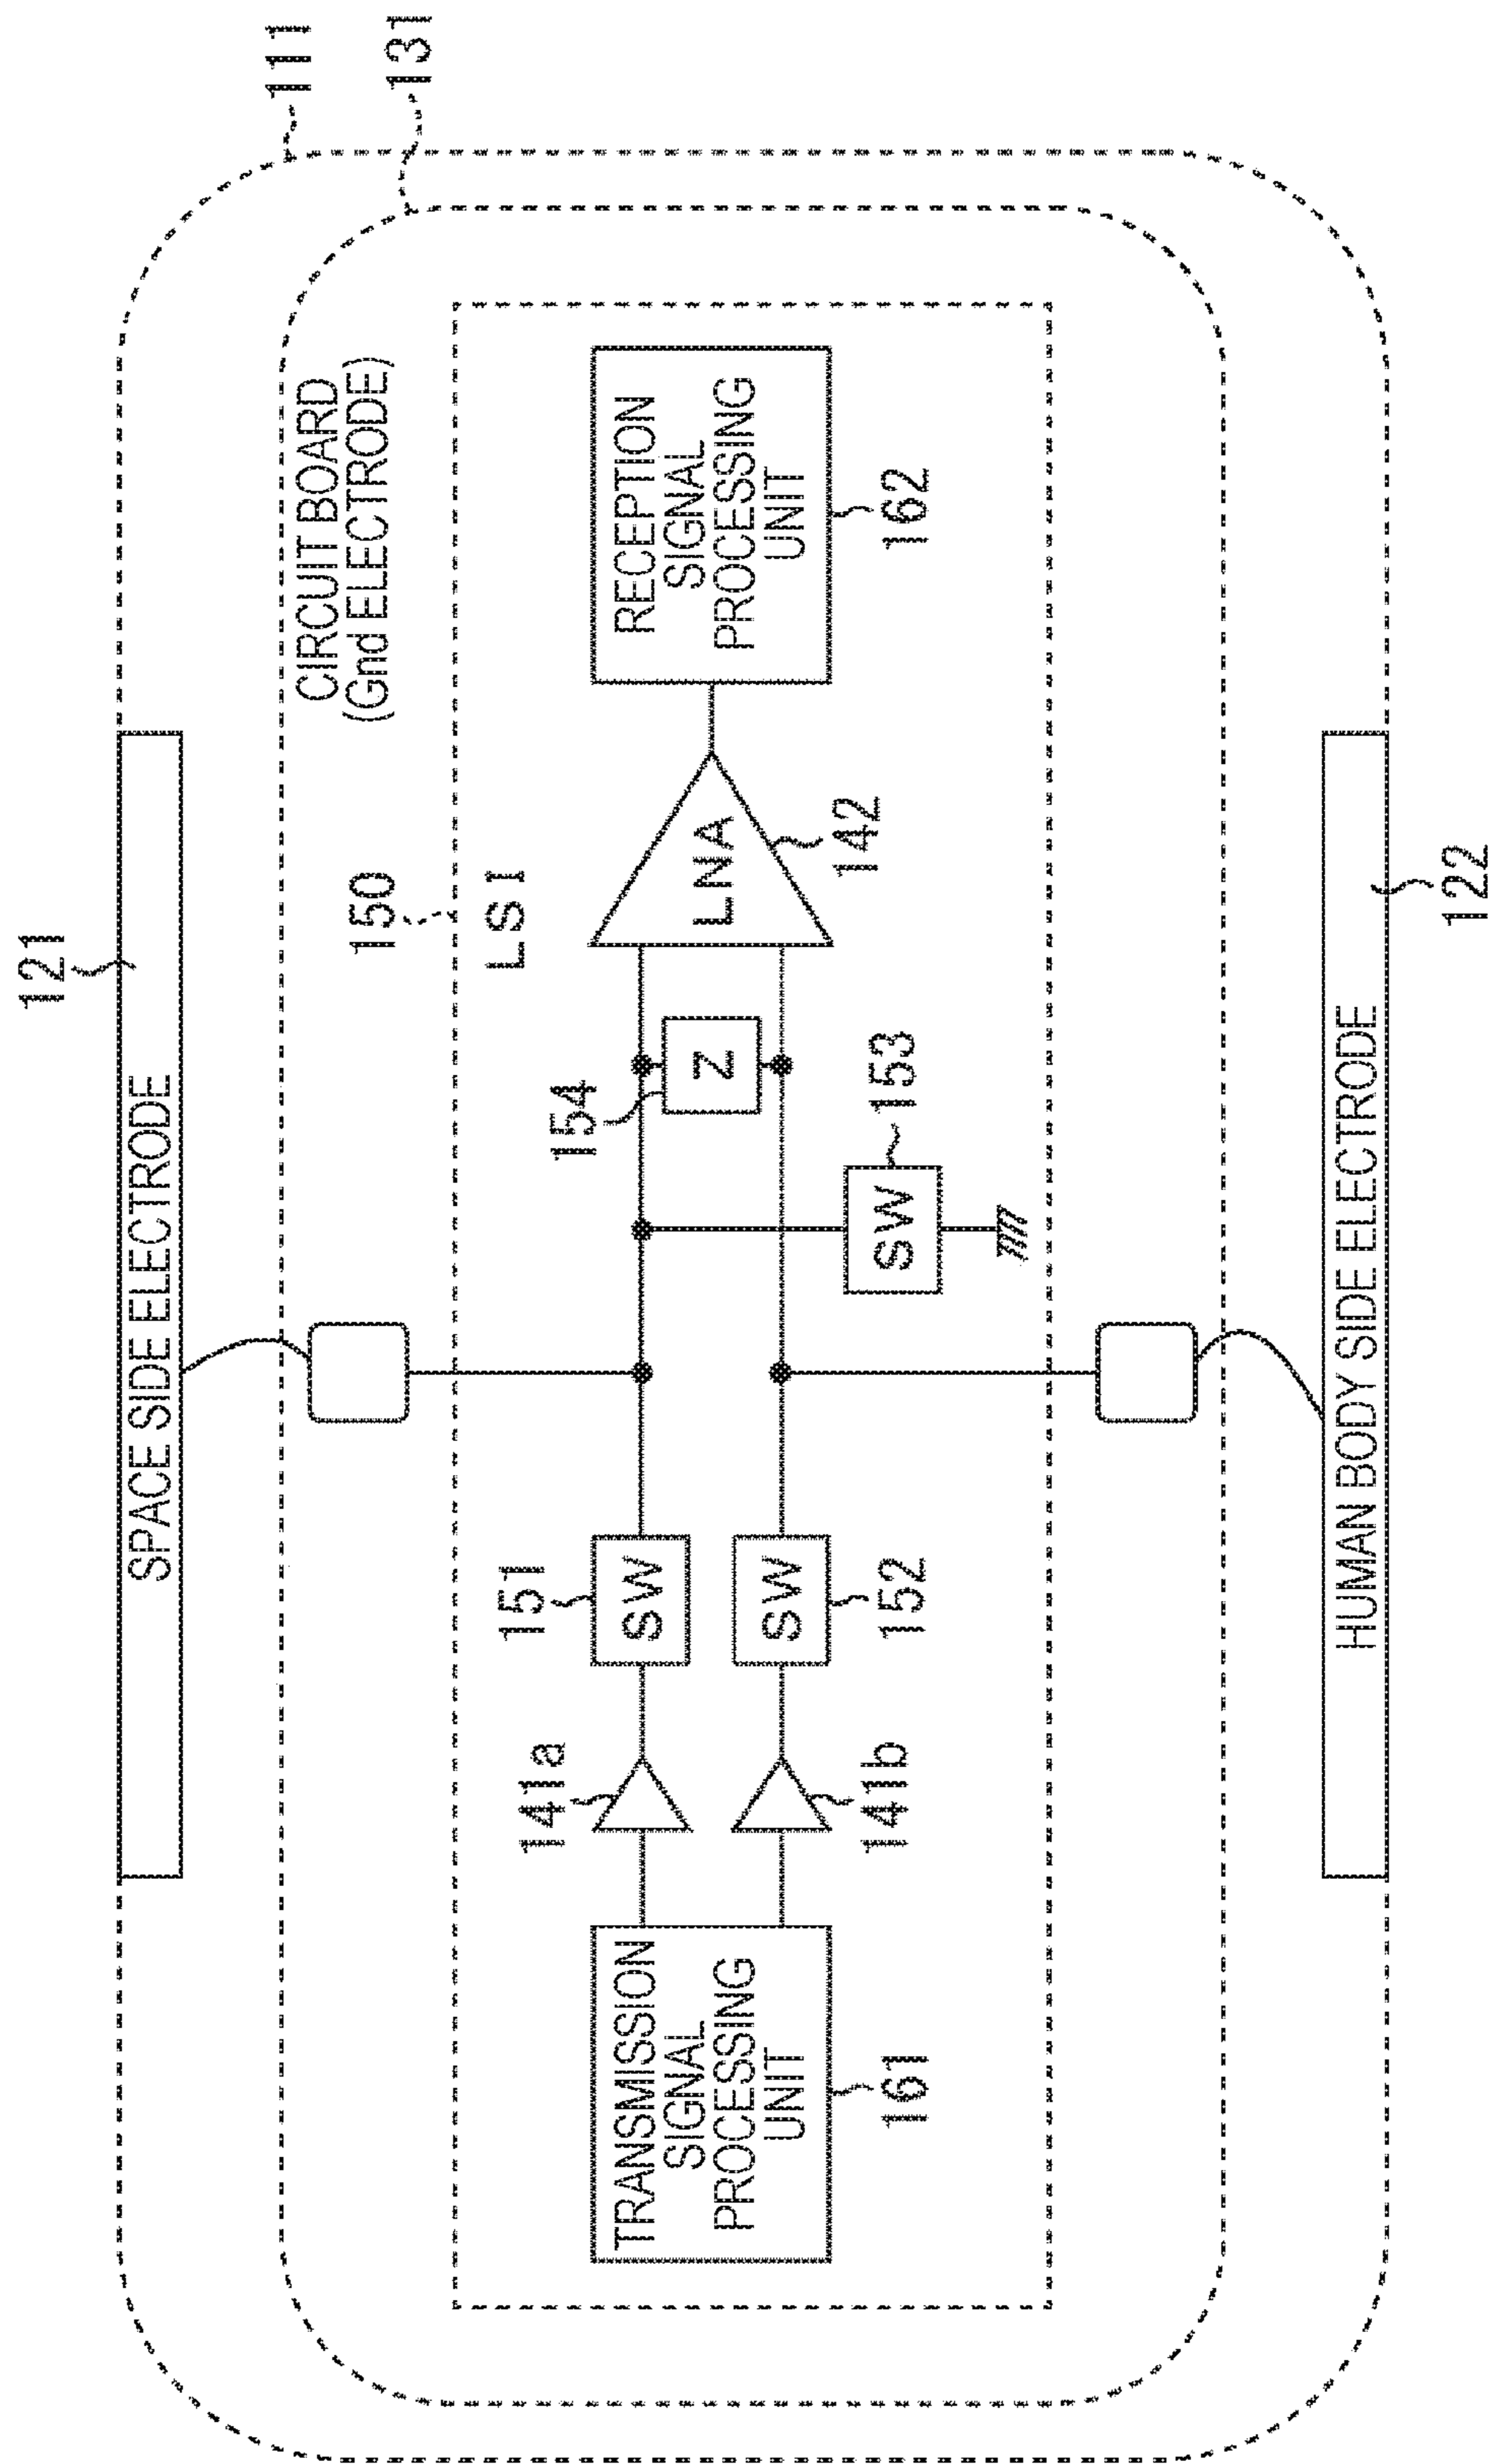 121
SPACE SIDE ELECTRODE
111
131
CIRCUIT BOARD
(Gnd ELECTRODE)
150
LSI
TRANSMISSION
SIGNAL
PROCESSING
UNIT
161
141a
141b
151
SW
SW
152
154
Z
SW
153
LNA
142
RECEPTION
SIGNAL
PROCESSING
UNIT
162
HUMAN BODY SIDE ELECTRODE
122